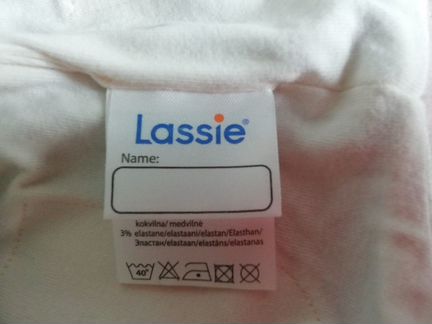 Lassie®
Name:
kokvilna/ medvilnė
3% elastane/elastaani/elastan/Elasthan/
Эластан/elastaan/elastāns/elastanas
40°